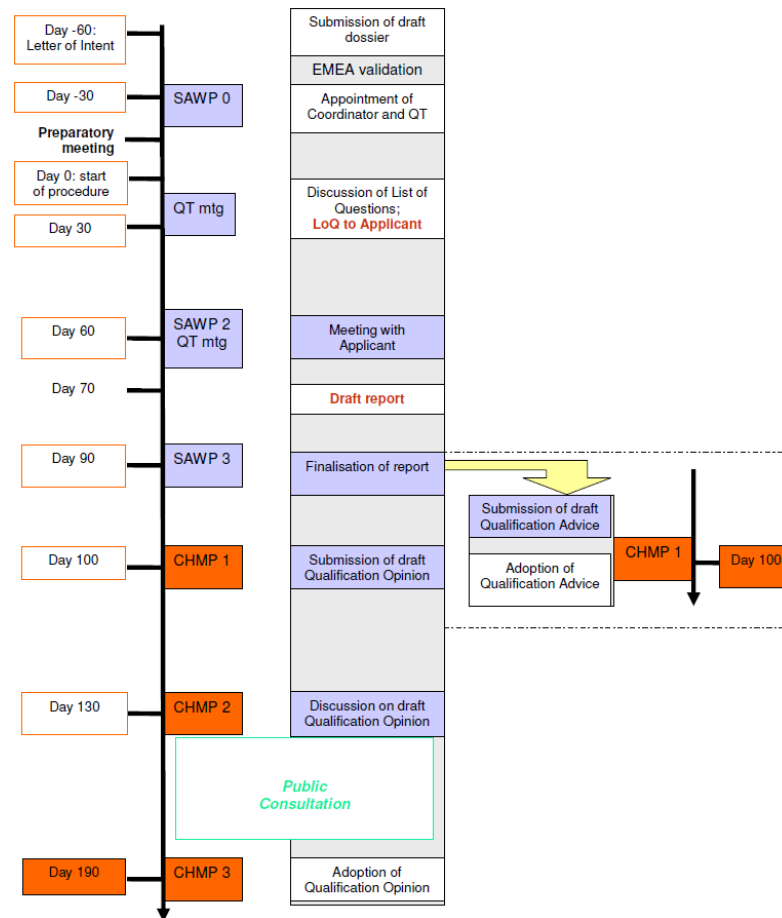 Day -60:
Letter of Intent
Submission of draft
dossier
EMEA validation
Day -30
SAWP 0
Appointment of
Coordinator and QT
Preparatory
meeting
Day 0: start
of procedure
QT mtg
Discussion of List of
Questions;
LoQ to Applicant
Day 30
Day 60
SAWP 2
QT mtg
Meeting with
Applicant
Day 70
Draft report
Day 90
SAWP 3
Finalisation of report
Submission of draft
Qualification Advice
Day 100
CHMP 1
Submission of draft
Qualification Opinion
Adoption of
Qualification Advice
CHMP 1
Day 100
Day 130
CHMP 2
Discussion on draft
Qualification Opinion
Public
Consultation
Day 190
CHMP 3
Adoption of
Qualification Opinion